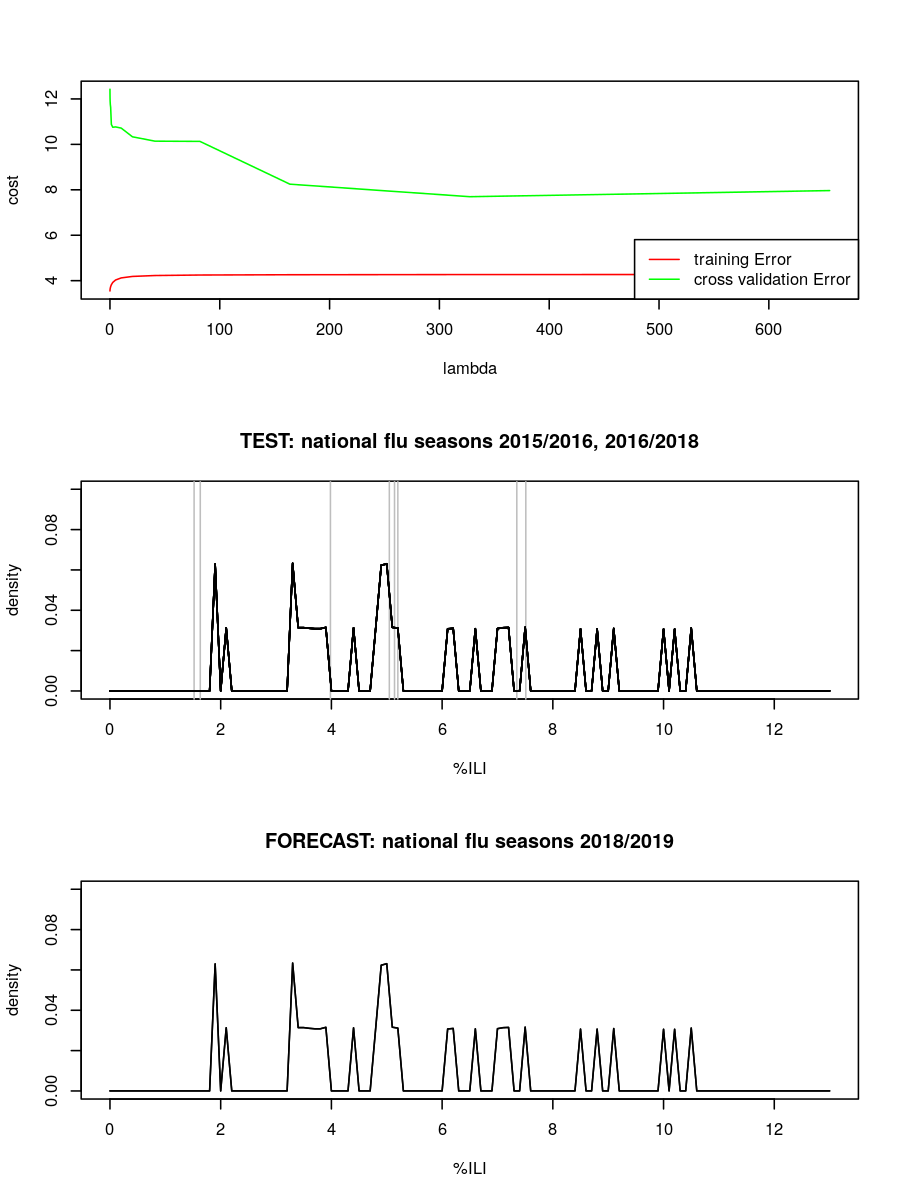 cost
12
10
8
6
4
training Error
cross validation Error
0 100 200 300 400 500 600
lambda
TEST: national flu seasons 2015/2016, 2016/2018
density
0.08
0.04
0.00
0 2 4 6 8 10 12
%ILI
FORECAST: national flu seasons 2018/2019
density
0.08
0.04
0.00
0 2 4 6 8 10 12
%ILI